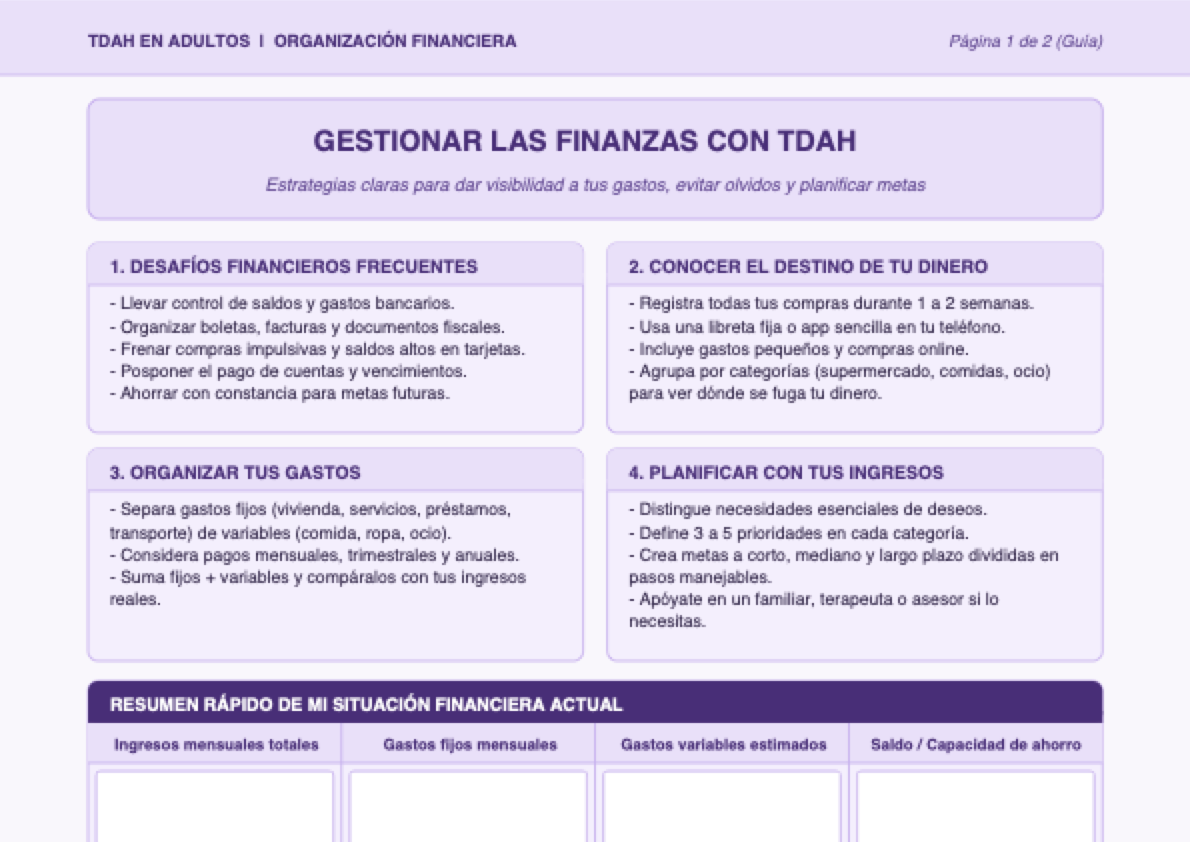 TDAH EN ADULTOS | ORGANIZACIÓN FINANCIERA
Página 1 de 2 (Guía)
GESTIONAR LAS FINANZAS CON TDAH
Estrategias claras para dar visibilidad a tus gastos, evitar olvidos y planificar metas
1. DESAFÍOS FINANCIEROS FRECUENTES
- Llevar control de saldos y gastos bancarios.
- Organizar boletas, facturas y documentos fiscales.
- Frenar compras impulsivas y saldos altos en tarjetas.
- Posponer el pago de cuentas y vencimientos.
- Ahorrar con constancia para metas futuras.
2. CONOCER EL DESTINO DE TU DINERO
- Registra todas tus compras durante 1 a 2 semanas.
- Usa una libreta fija o app sencilla en tu teléfono.
- Incluye gastos pequeños y compras online.
- Agrupa por categorías (supermercado, comidas, ocio)
para ver dónde se fuga tu dinero.
3. ORGANIZAR TUS GASTOS
- Separa gastos fijos (vivienda, servicios, préstamos,
transporte) de variables (comida, ropa, ocio).
- Considera pagos mensuales, trimestrales y anuales.
- Suma fijos + variables y compáralos con tus ingresos
reales.
4. PLANIFICAR CON TUS INGRESOS
- Distingue necesidades esenciales de deseos.
- Define 3 a 5 prioridades en cada categoría.
- Crea metas a corto, mediano y largo plazo divididas en
pasos manejables.
- Apóyate en un familiar, terapeuta o asesor si lo
necesitas.
RESUMEN RÁPIDO DE MI SITUACIÓN FINANCIERA ACTUAL
Ingresos mensuales totales
Gastos fijos mensuales
Gastos variables estimados
Saldo / Capacidad de ahorro